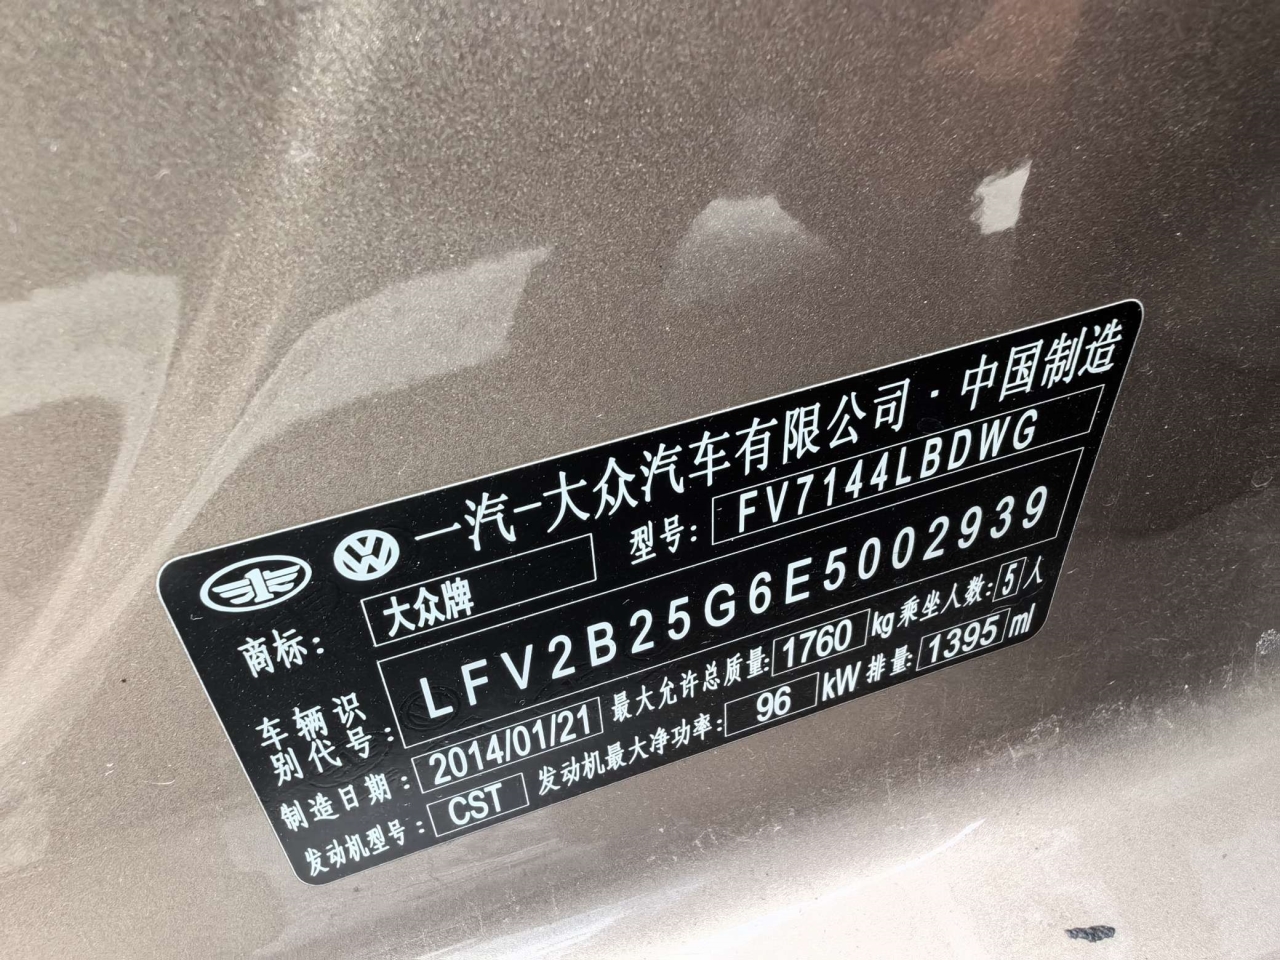 一汽-大众汽车有限公司·中国制造
商标: 大众牌 型号: FV7144LBDWG
车辆识别代号: LFV2B25G6E5002939
制造日期: 2014/01/21 最大允许总质量: 1760 kg 乘坐人数: 5 人
发动机型号: CST 发动机最大净功率: 96 kW 排量: 1395 ml